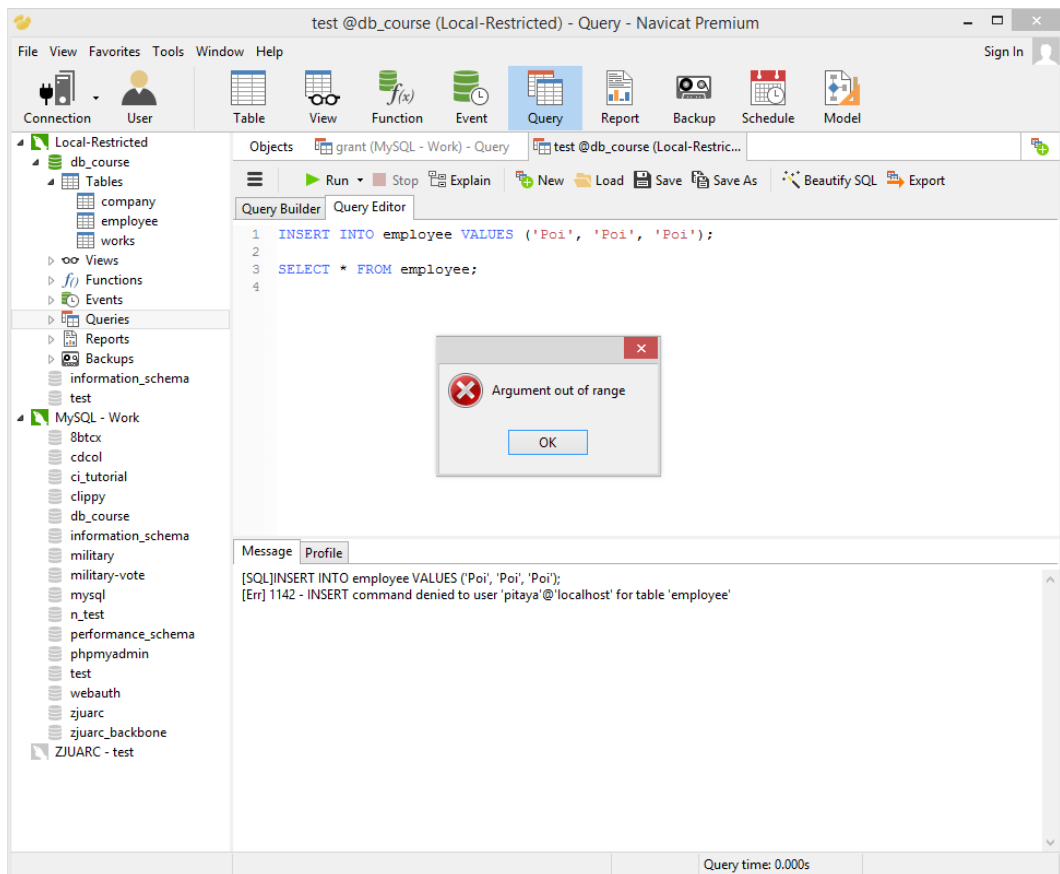 test @db_course (Local-Restricted) - Query - Navicat Premium
File View Favorites Tools Window Help
Sign In
Connection User Table View Function Event Query Report Backup Schedule Model
f(x)
Local-Restricted
db_course
Tables
company
employee
works
Views
f() Functions
Events
Queries
Reports
Backups
information_schema
test
MySQL - Work
8btcx
cdcol
ci_tutorial
clippy
db_course
information_schema
military
military-vote
mysql
n_test
performance_schema
phpmyadmin
test
webauth
zjuarc
zjuarc_backbone
ZJUARC - test
Objects grant (MySQL - Work) - Query test @db_course (Local-Restric...
Run Stop Explain New Load Save Save As Beautify SQL Export
Query Builder Query Editor
1 INSERT INTO employee VALUES ('Poi', 'Poi', 'Poi');
2
3 SELECT * FROM employee;
4
Argument out of range
OK
Message Profile
[SQL]INSERT INTO employee VALUES ('Poi', 'Poi', 'Poi');
[Err] 1142 - INSERT command denied to user 'pitaya'@'localhost' for table 'employee'
Query time: 0.000s